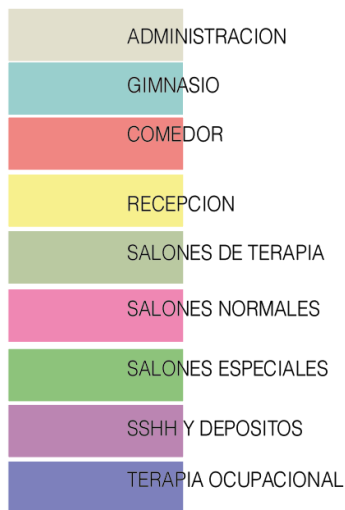 ADMINISTRACION
GIMNASIO
COMEDOR
RECEPCION
SALONES DE TERAPIA
SALONES NORMALES
SALONES ESPECIALES
SSHH Y DEPOSITOS
TERAPIA OCUPACIONAL